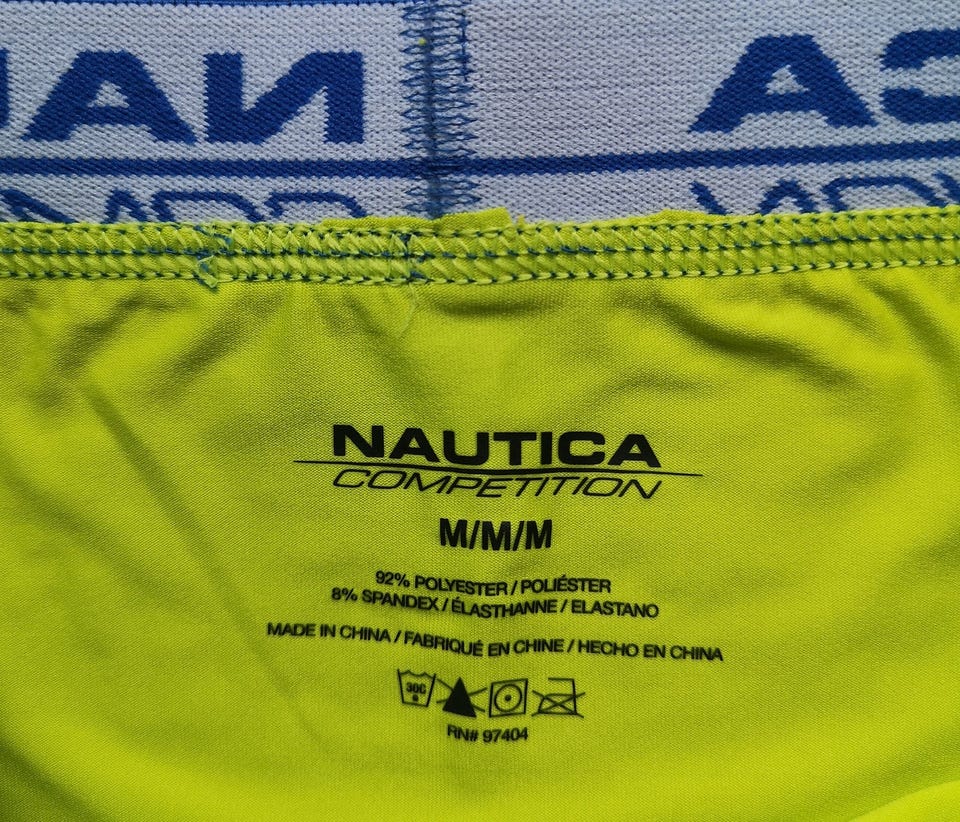 NAUTICA
COMPETITION
M/M/M
92% POLYESTER / POLIÉSTER
8% SPANDEX / ÉLASTHANNE / ELASTANO
MADE IN CHINA / FABRIQUÉ EN CHINE / HECHO EN CHINA
30C
RN# 97404